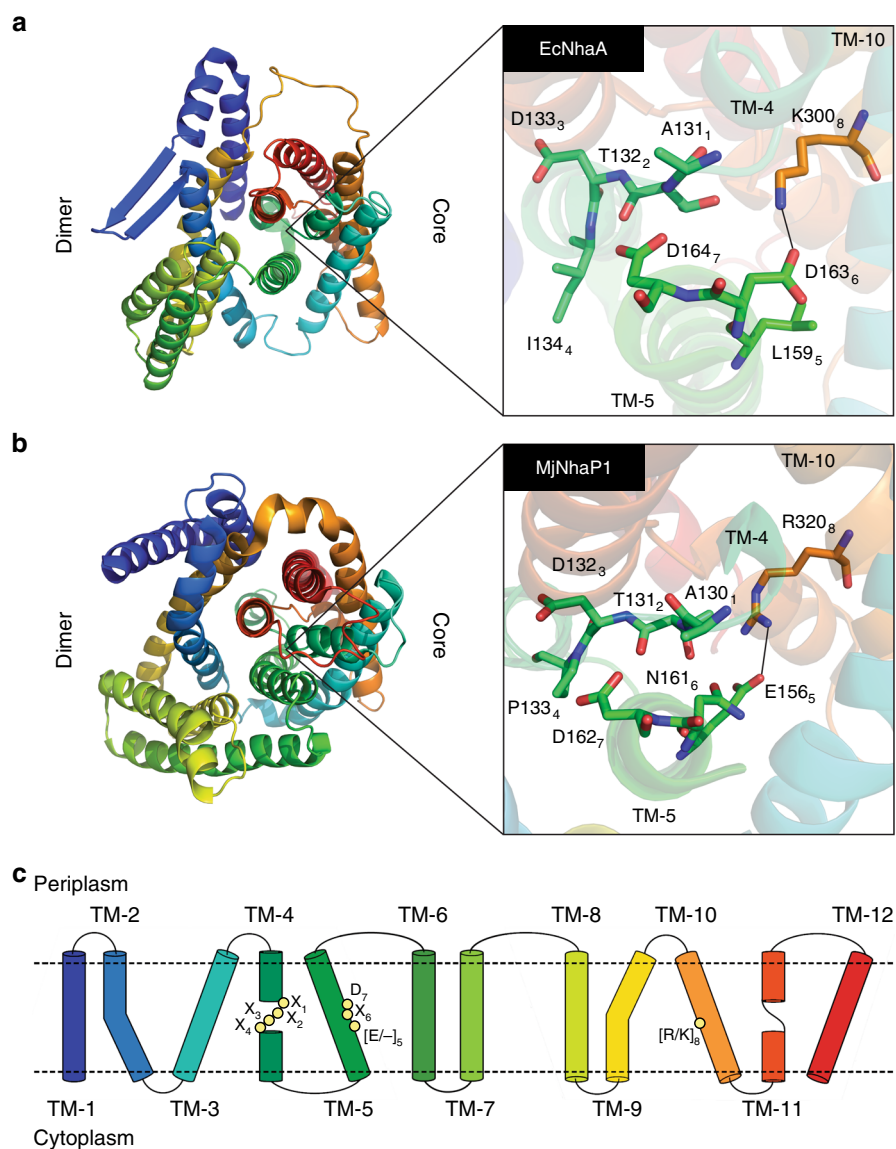 a
EcNhaA
TM-10
TM-4
K300₈
D133₃
A131₁
T132₂
D164₇
D163₆
I134₄
L159₅
TM-5
Dimer
Core
b
MjNhaP1
TM-10
R320₈
TM-4
D132₃
T131₂
A130₁
N161₆
E156₅
P133₄
D162₇
TM-5
Dimer
Core
c
Periplasm
TM-2
TM-4
TM-6
TM-8
TM-10
TM-12
D₇
X₃
X₁
X₆
X₄
X₂
[E/–]₅
[R/K]₈
TM-1
TM-3
TM-5
TM-7
TM-9
TM-11
Cytoplasm